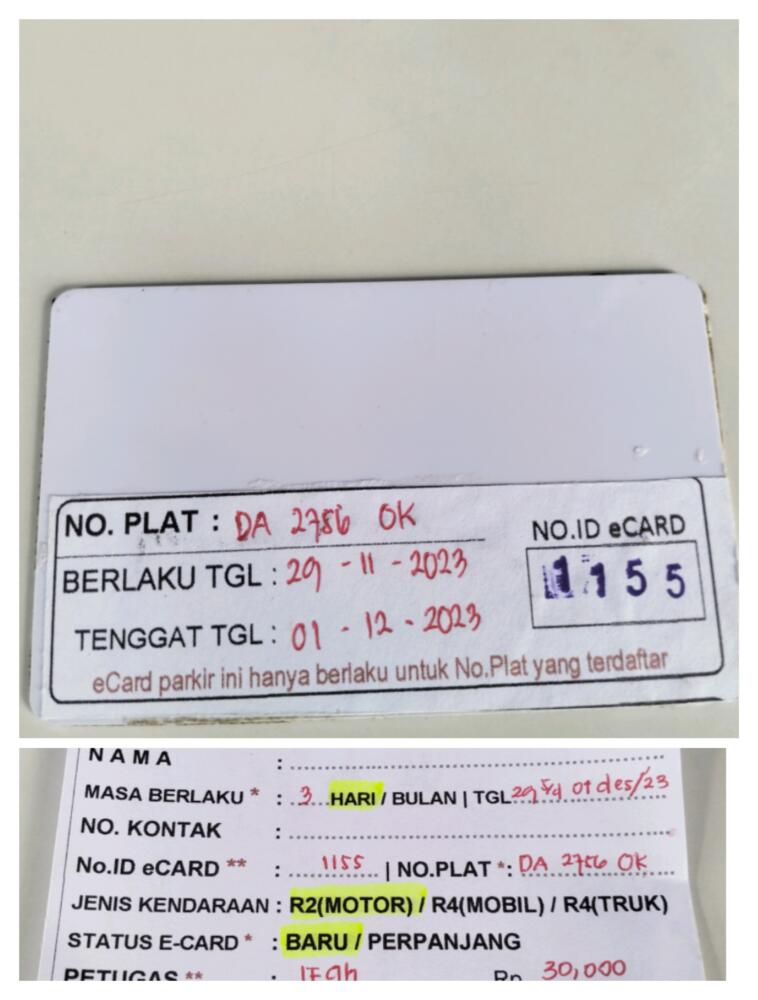 NO. PLAT : DA 2756 OK
BERLAKU TGL : 29 - 11 - 2023
TENGGAT TGL : 01 - 12 - 2023
NO.ID eCARD
1155
eCard parkir ini hanya berlaku untuk No.Plat yang terdaftar
NAMA :
MASA BERLAKU * : 3 HARI / BULAN | TGL 29 s/d 01 des/23
NO. KONTAK :
No.ID eCARD ** : 1155 | NO.PLAT *: DA 2756 OK
JENIS KENDARAAN : R2(MOTOR) / R4(MOBIL) / R4(TRUK)
STATUS E-CARD * : BARU / PERPANJANG
PETUGAS ** : Rp 30,000